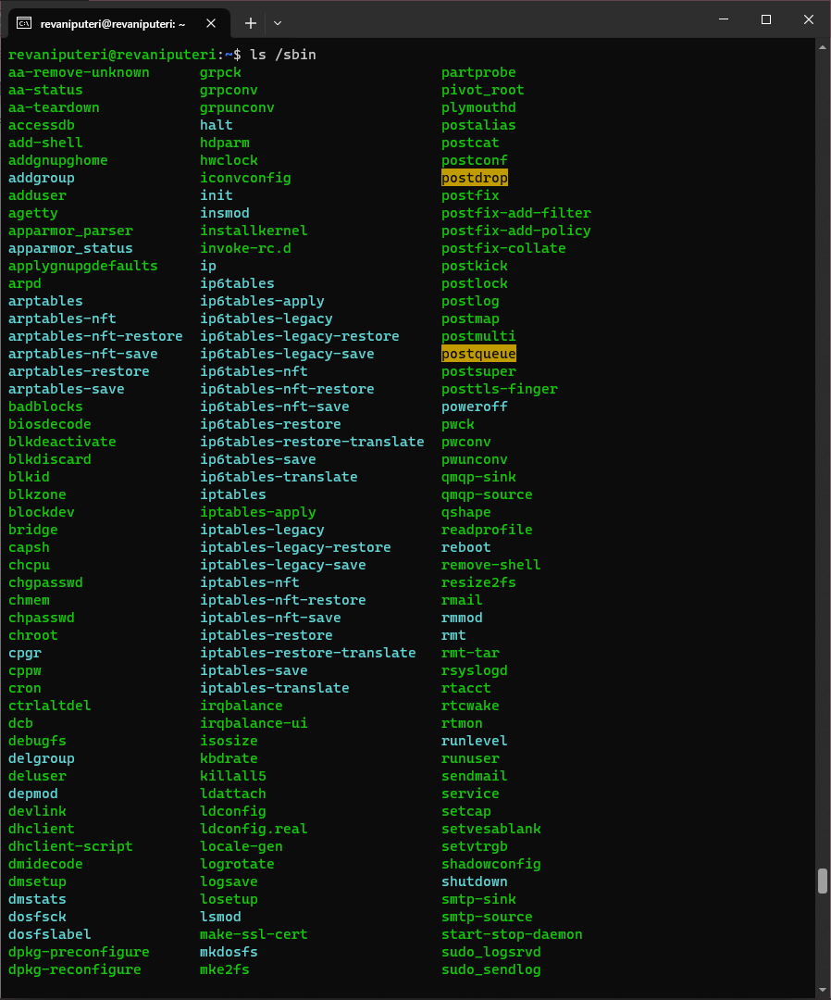 revaniputeri@revaniputeri: ~
revaniputeri@revaniputeri:~$ ls /sbin
aa-remove-unknown grpck partprobe
aa-status grpconv pivot_root
aa-teardown grpunconv plymouthd
accessdb halt postalias
add-shell hdparm postcat
addgnupghome hwclock postconf
addgroup iconvconfig postdrop
adduser init postfix
agetty insmod postfix-add-filter
apparmor_parser installkernel postfix-add-policy
apparmor_status invoke-rc.d postfix-collate
applygnupgdefaults ip postkick
arpd ip6tables postlock
arptables ip6tables-apply postlog
arptables-nft ip6tables-legacy postmap
arptables-nft-restore ip6tables-legacy-restore postmulti
arptables-nft-save ip6tables-legacy-save postqueue
arptables-restore ip6tables-nft postsuper
arptables-save ip6tables-nft-restore posttls-finger
badblocks ip6tables-nft-save poweroff
biosdecode ip6tables-restore pwck
blkdeactivate ip6tables-restore-translate pwconv
blkdiscard ip6tables-save pwunconv
blkid ip6tables-translate qmqp-sink
blkzone iptables qmqp-source
blockdev iptables-apply qshape
bridge iptables-legacy readprofile
capsh iptables-legacy-restore reboot
chcpu iptables-legacy-save remove-shell
chgpasswd iptables-nft resize2fs
chmem iptables-nft-restore rmail
chpasswd iptables-nft-save rmmod
chroot iptables-restore rmt
cpgr iptables-restore-translate rmt-tar
cppw iptables-save rsyslogd
cron iptables-translate rtacct
ctrlaltdel irqbalance rtcwake
dcb irqbalance-ui rtmon
debugfs isosize runlevel
delgroup kbdrate runuser
deluser killall5 sendmail
depmod ldattach service
devlink ldconfig setcap
dhclient ldconfig.real setvesablank
dhclient-script locale-gen setvtrgb
dmidecode logrotate shadowconfig
dmsetup logsave shutdown
dmstats losetup smtp-sink
dosfsck lsmod smtp-source
dosfslabel make-ssl-cert start-stop-daemon
dpkg-preconfigure mkdosfs sudo_logsrvd
dpkg-reconfigure mke2fs sudo_sendlog